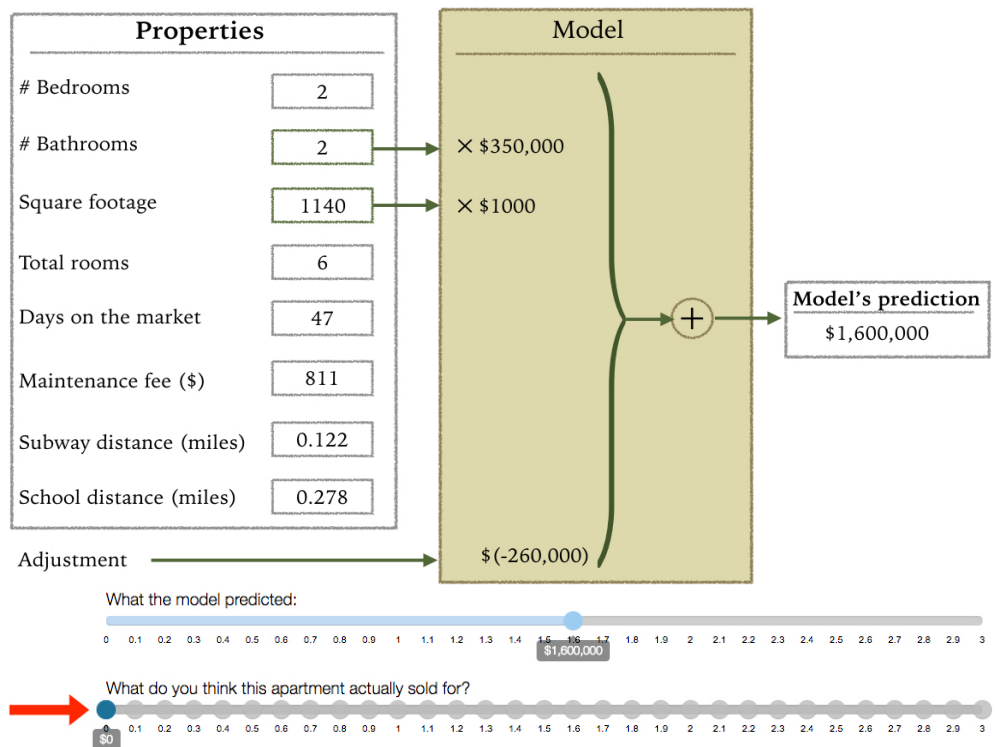 Properties
# Bedrooms 2
# Bathrooms 2
Square footage 1140
Total rooms 6
Days on the market 47
Maintenance fee ($) 811
Subway distance (miles) 0.122
School distance (miles) 0.278
Adjustment
Model
× $350,000
× $1000
$(-260,000)
+
Model's prediction
$1,600,000
What the model predicted:
0 0.1 0.2 0.3 0.4 0.5 0.6 0.7 0.8 0.9 1 1.1 1.2 1.3 1.4 1.5 1.6 1.7 1.8 1.9 2 2.1 2.2 2.3 2.4 2.5 2.6 2.7 2.8 2.9 3
$1,600,000
What do you think this apartment actually sold for?
0 0.1 0.2 0.3 0.4 0.5 0.6 0.7 0.8 0.9 1 1.1 1.2 1.3 1.4 1.5 1.6 1.7 1.8 1.9 2 2.1 2.2 2.3 2.4 2.5 2.6 2.7 2.8 2.9 3
$0